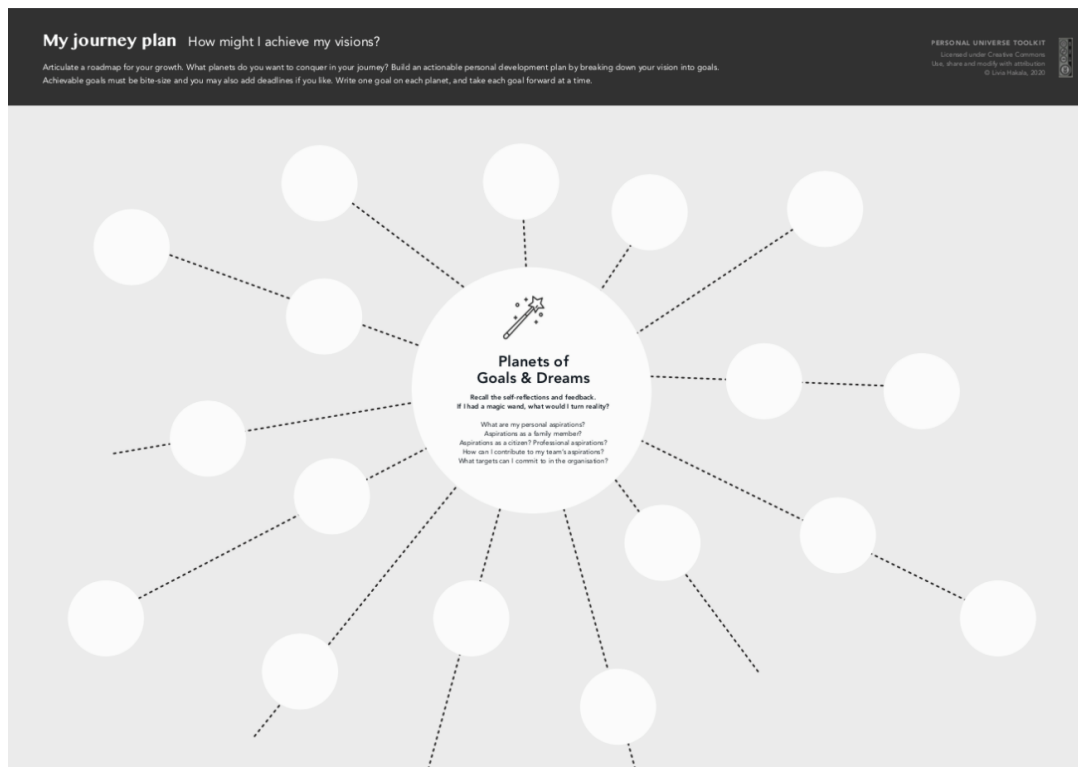 My journey plan How might I achieve my visions?
Articulate a roadmap for your growth. What planets do you want to conquer in your journey? Build an actionable personal development plan by breaking down your vision into goals.
Achievable goals must be bite-size and you may also add deadlines if you like. Write one goal on each planet, and take each goal forward at a time.
PERSONAL UNIVERSE TOOLKIT
Licensed under Creative Commons
Use, share and modify with attribution
© Livia Hakala, 2020
Planets of
Goals & Dreams
Recall the self-reflections and feedback.
If I had a magic wand, what would I turn reality?
What are my personal aspirations?
Aspirations as a family member?
Aspirations as a citizen? Professional aspirations?
How can I contribute to my team's aspirations?
What targets can I commit to in the organisation?